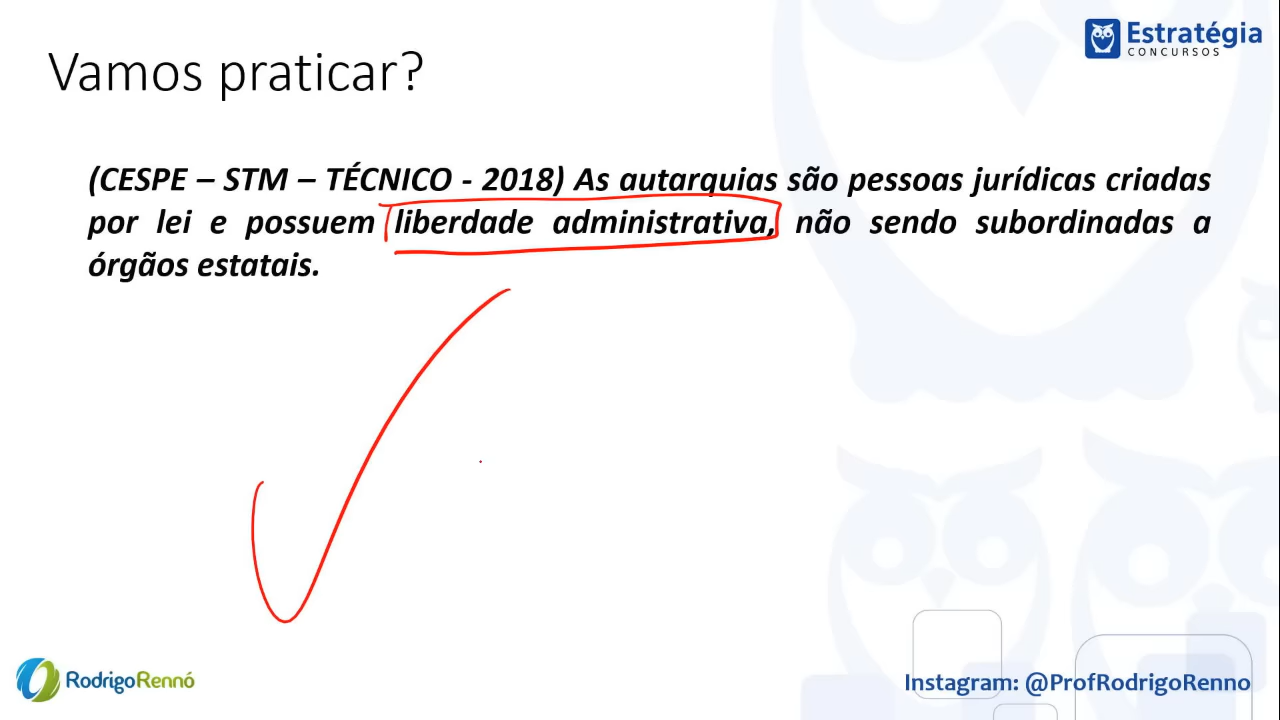 Estratégia
CONCURSOS
Vamos praticar?
(CESPE – STM – TÉCNICO - 2018) As autarquias são pessoas jurídicas criadas
por lei e possuem liberdade administrativa, não sendo subordinadas a
órgãos estatais.
RodrigoRennó
Instagram: @ProfRodrigoRenno